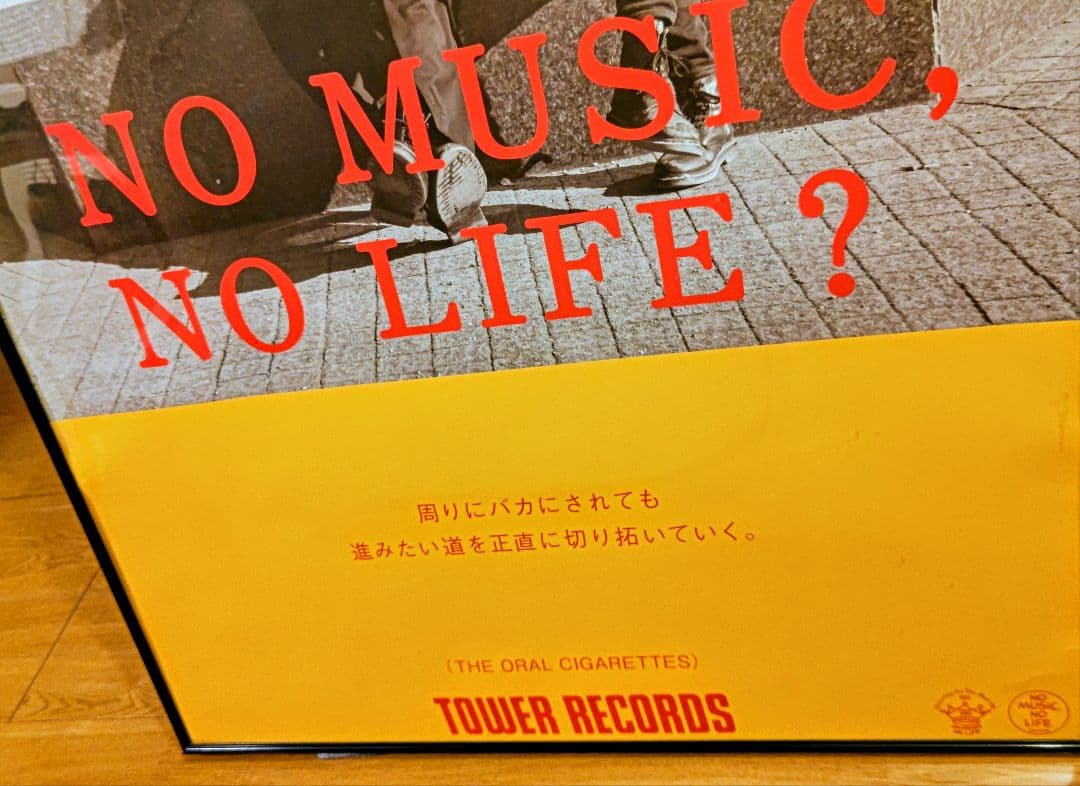 NO MUSIC,
NO LIFE?
周りにバカにされても
進みたい道を正直に切り拓いていく。
(THE ORAL CIGARETTES)
TOWER RECORDS
NO
MUSIC,
NO
LIFE